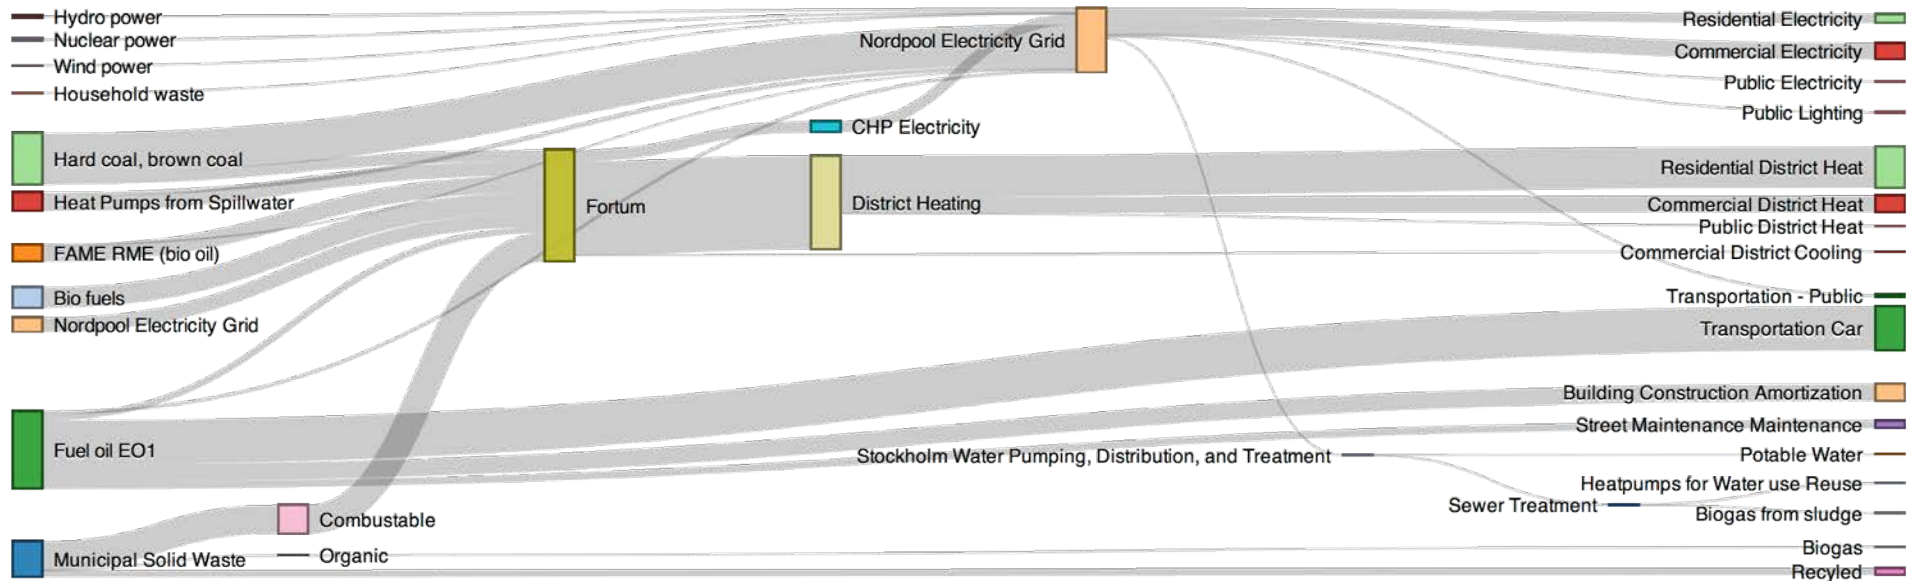 Hydro power
Nuclear power
Wind power
Household waste
Hard coal, brown coal
Heat Pumps from Spillwater
FAME RME (bio oil)
Bio fuels
Nordpool Electricity Grid
Fuel oil EO1
Municipal Solid Waste
Combustable
Organic
Fortum
Nordpool Electricity Grid
CHP Electricity
District Heating
Stockholm Water Pumping, Distribution, and Treatment
Sewer Treatment
Residential Electricity
Commercial Electricity
Public Electricity
Public Lighting
Residential District Heat
Commercial District Heat
Public District Heat
Commercial District Cooling
Transportation - Public
Transportation Car
Building Construction Amortization
Street Maintenance Maintenance
Potable Water
Heatpumps for Water use Reuse
Biogas from sludge
Biogas
Recyled